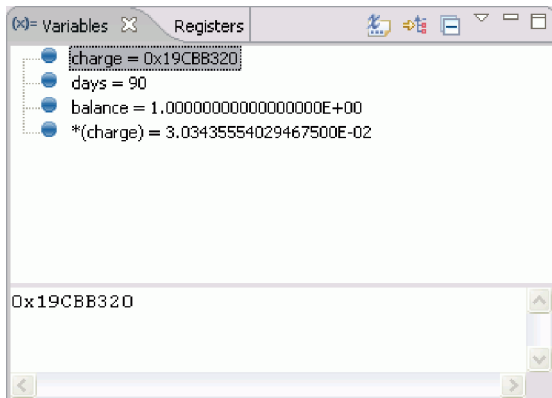 (x)= Variables Registers
charge = 0x19CBB320
days = 90
balance = 1.00000000000000000E+00
*(charge) = 3.03435554029467500E-02
0x19CBB320